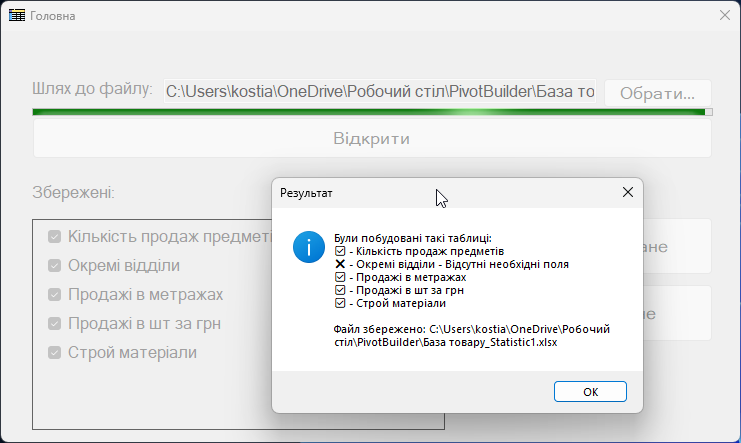 Головна
Шлях до файлу: C:\Users\kostia\OneDrive\Робочий стіл\PivotBuilder\База то
Обрати...
Відкрити
Збережені:
Кількість продаж предметі
Окремі відділи
Продажі в метражах
Продажі в шт за грн
Строй матеріали
Результат
Були побудовані такі таблиці:
☑ - Кількість продаж предметів
❌ - Окремі відділи - Відсутні необхідні поля
☑ - Продажі в метражах
☑ - Продажі в шт за грн
☑ - Строй матеріали
Файл збережено: C:\Users\kostia\OneDrive\Робочий
стіл\PivotBuilder\База товару_Statistic1.xlsx
OK